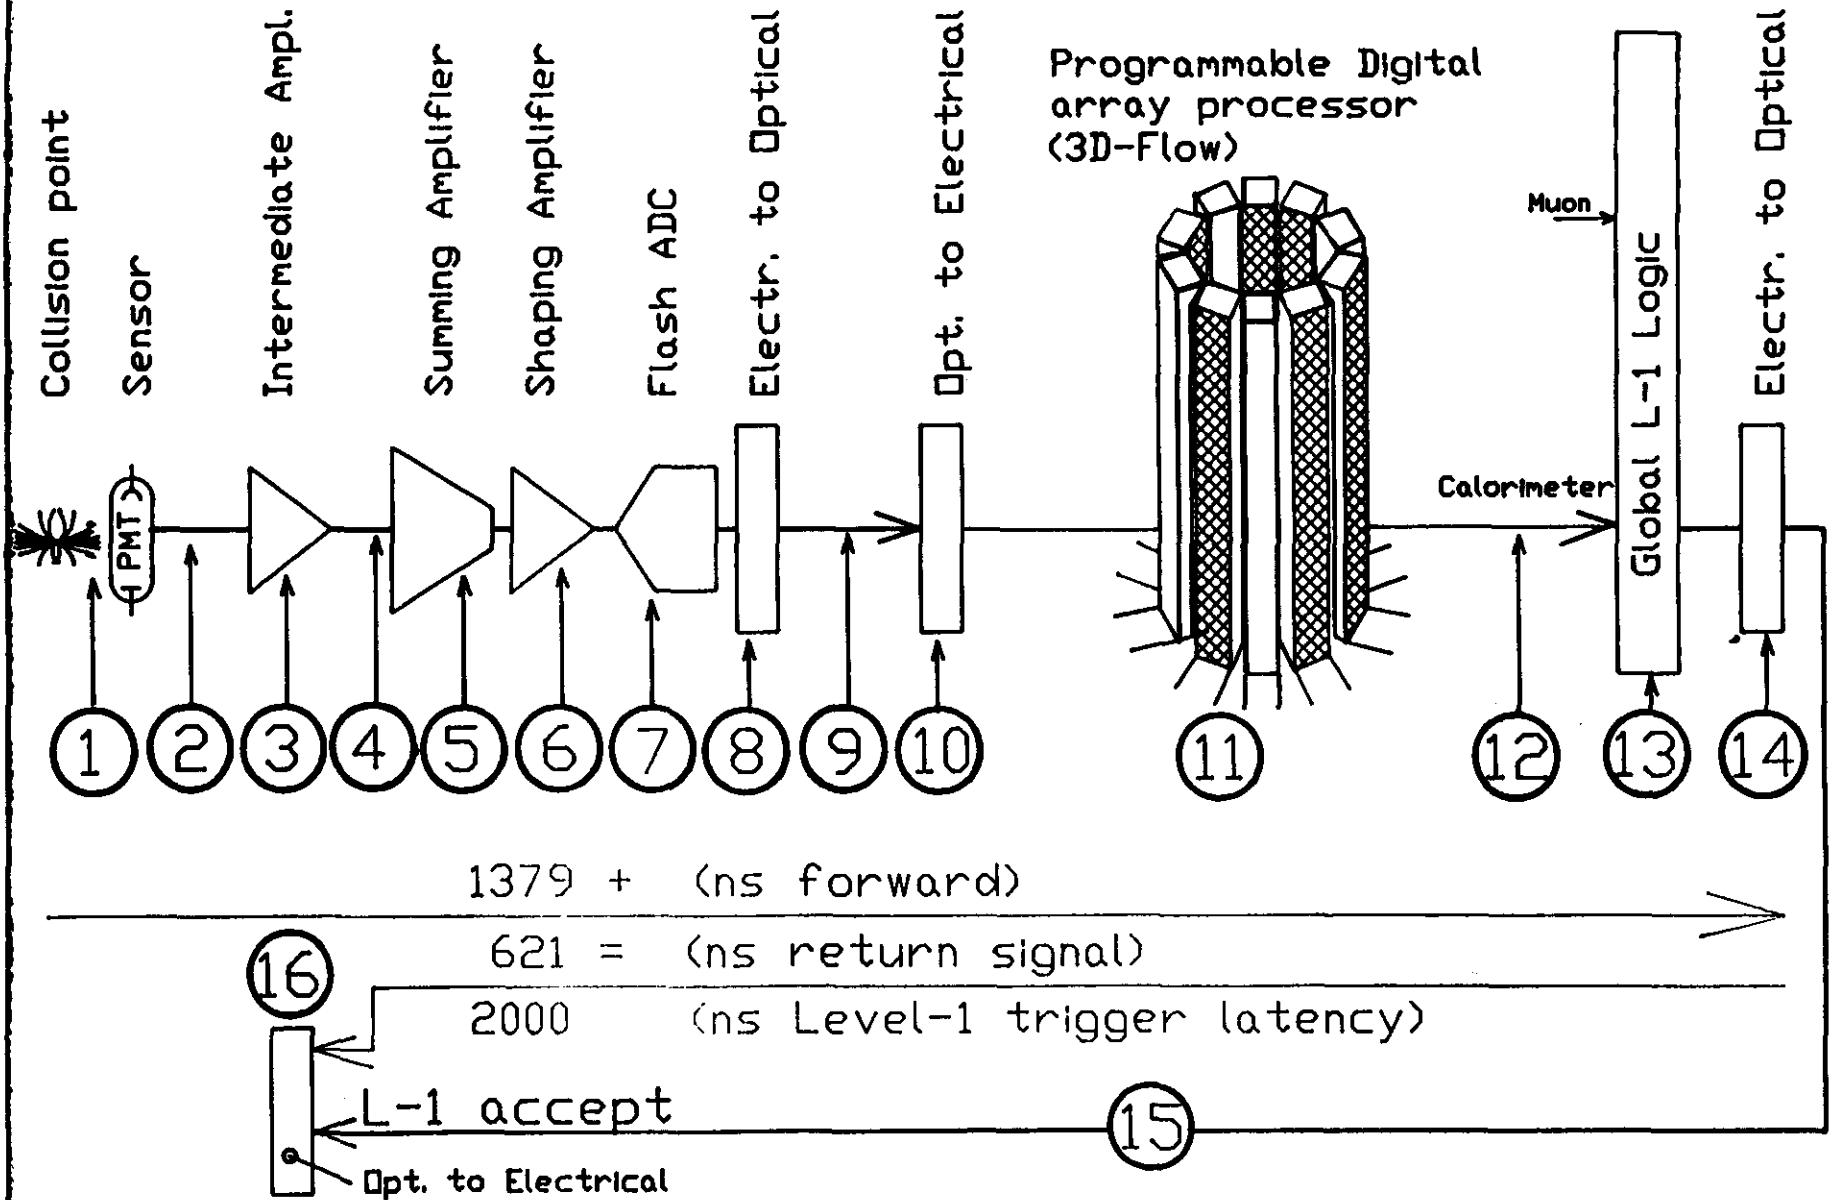 Collision point
Sensor
Intermediate Ampl.
Summing Amplifier
Shaping Amplifier
Flash ADC
Electr. to Optical
Opt. to Electrical
Programmable Digital
array processor
(3D-Flow)
Muon
Calorimeter
Global L-1 Logic
Electr. to Optical
PMT
1
2
3
4
5
6
7
8
9
10
11
12
13
14
1379 + (ns forward)
621 = (ns return signal)
16
2000 (ns Level-1 trigger latency)
L-1 accept
15
Opt. to Electrical